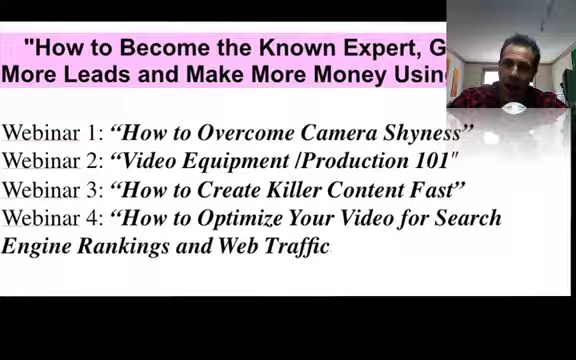 "How to Become the Known Expert, G
More Leads and Make More Money Usin
Webinar 1: “How to Overcome Camera Shyness”
Webinar 2: “Video Equipment /Production 101"
Webinar 3: “How to Create Killer Content Fast”
Webinar 4: “How to Optimize Your Video for Search
Engine Rankings and Web Traffic